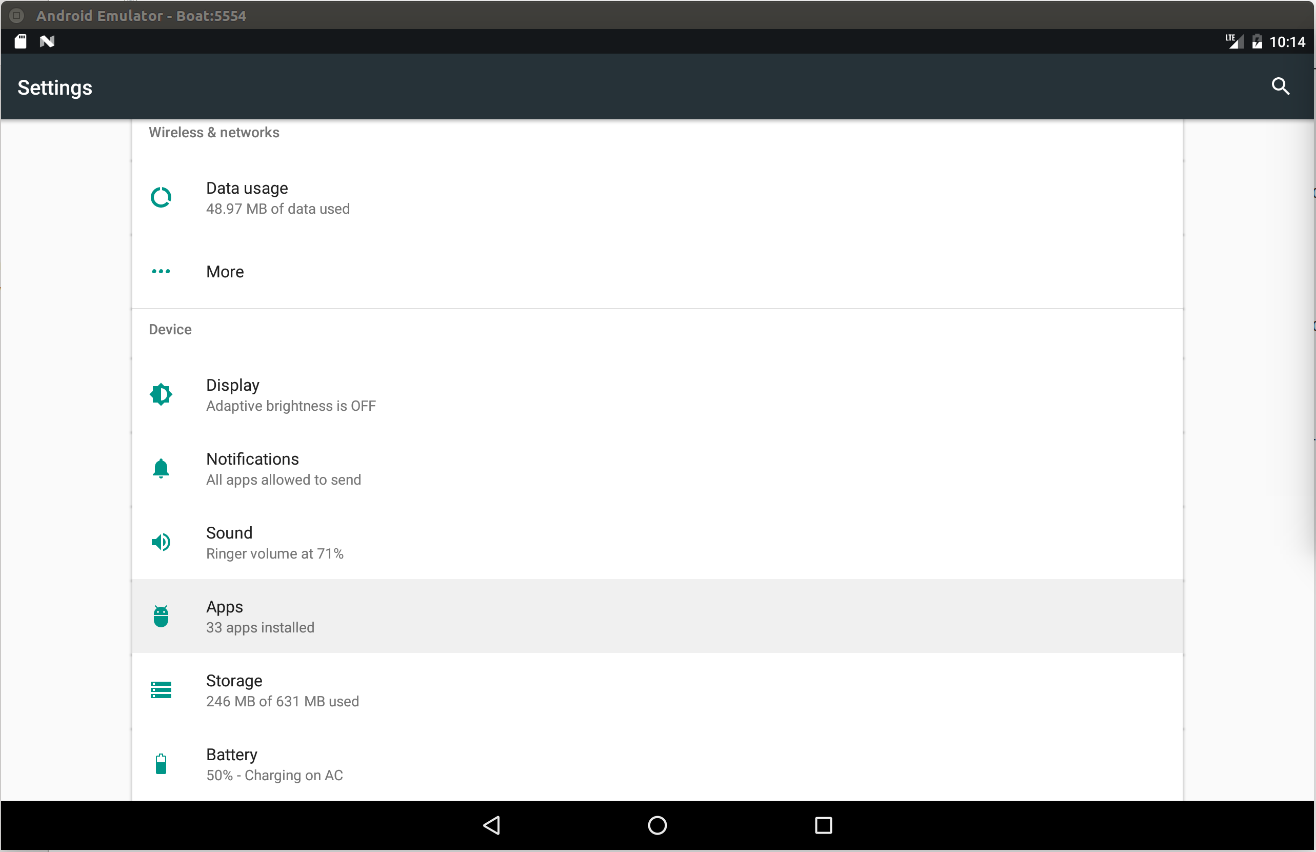 Android Emulator - Boat:5554
LTE
10:14
Settings
Wireless & networks
Data usage
48.97 MB of data used
More
Device
Display
Adaptive brightness is OFF
Notifications
All apps allowed to send
Sound
Ringer volume at 71%
Apps
33 apps installed
Storage
246 MB of 631 MB used
Battery
50% - Charging on AC